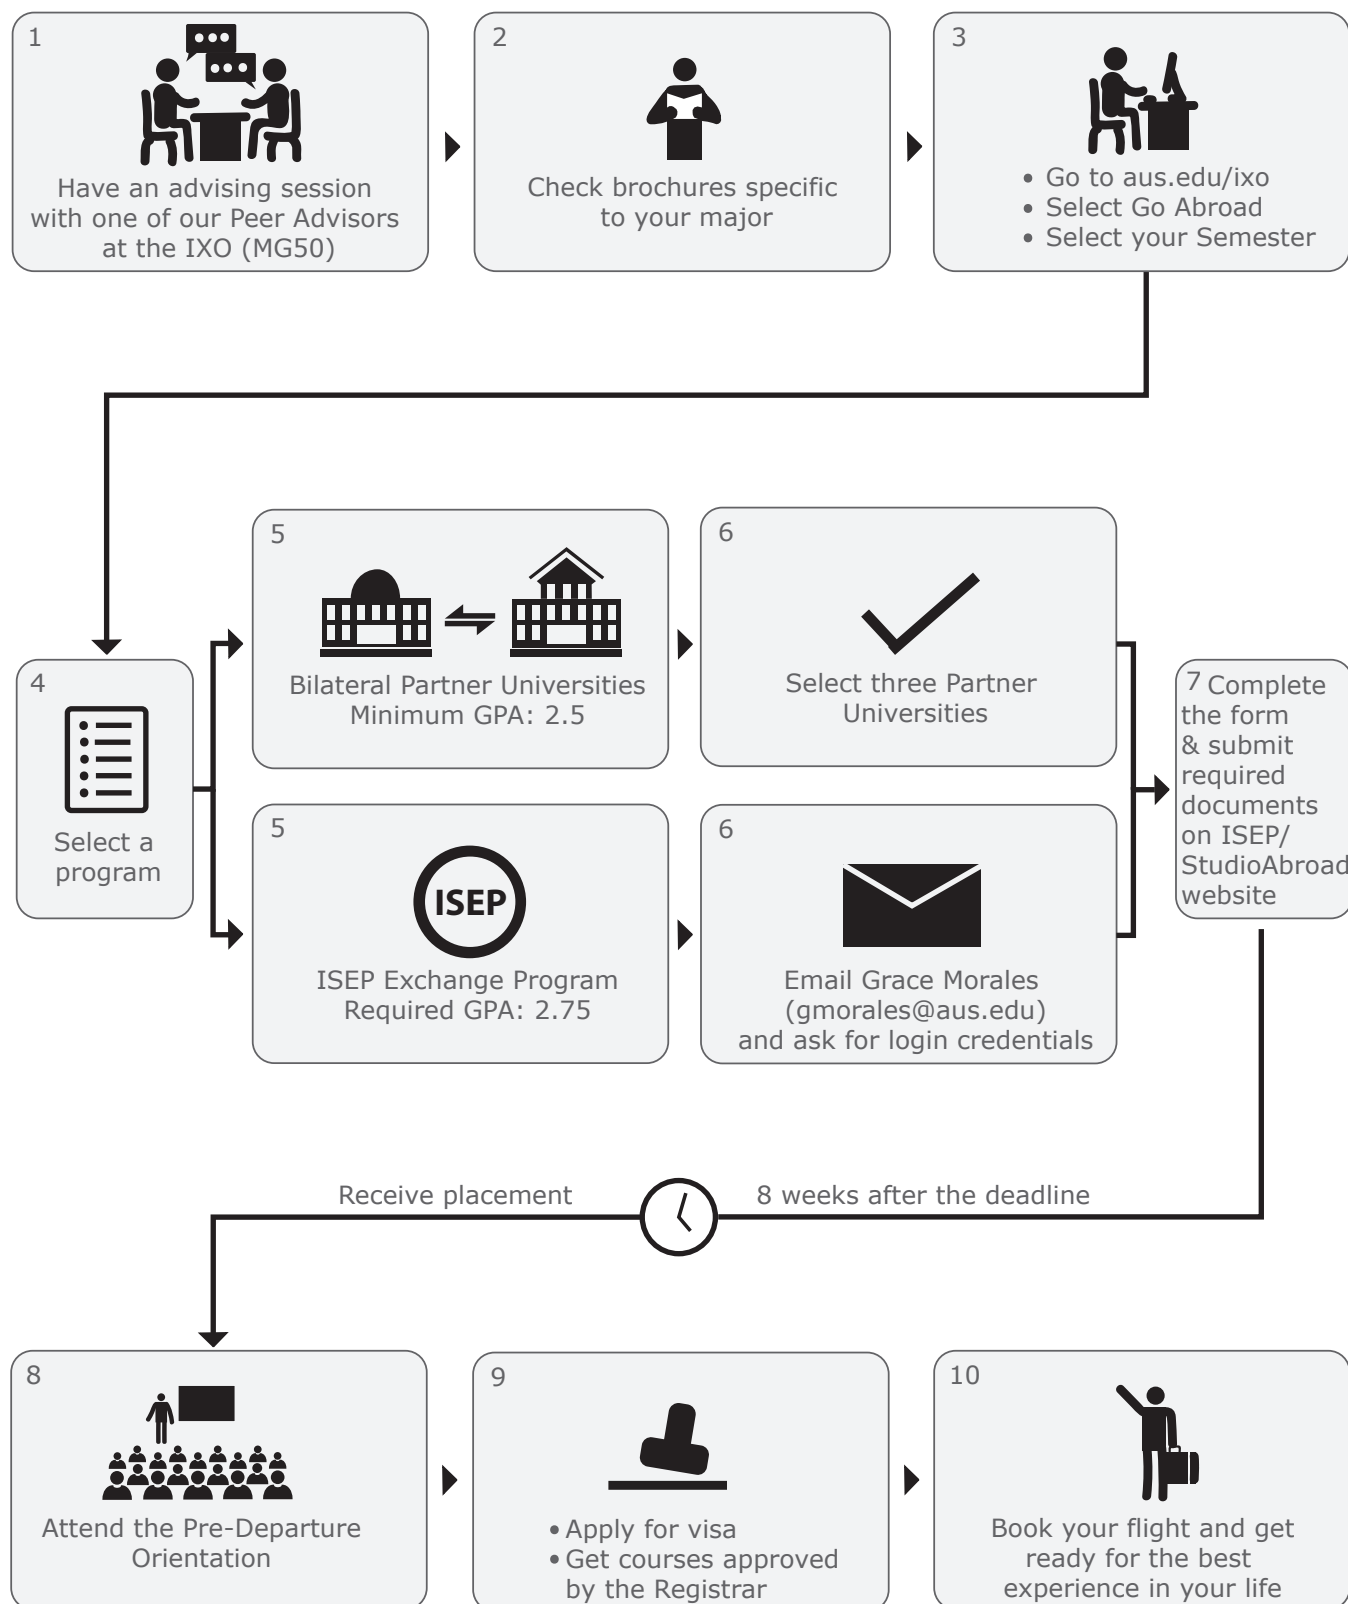 1
Have an advising session
with one of our Peer Advisors
at the IXO (MG50)
2
Check brochures specific
to your major
3
• Go to aus.edu/ixo
• Select Go Abroad
• Select your Semester
4
Select a
program
5
Bilateral Partner Universities
Minimum GPA: 2.5
6
Select three Partner
Universities
5
ISEP
ISEP Exchange Program
Required GPA: 2.75
6
Email Grace Morales
(gmorales@aus.edu)
and ask for login credentials
7 Complete
the form
& submit
required
documents
on ISEP/
StudioAbroad
website
Receive placement
8 weeks after the deadline
8
Attend the Pre-Departure
Orientation
9
• Apply for visa
• Get courses approved
by the Registrar
10
Book your flight and get
ready for the best
experience in your life